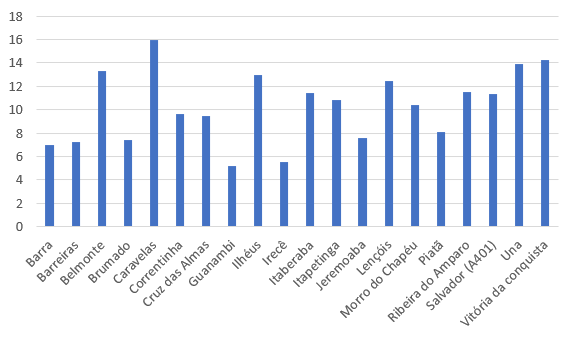 18
16
14
12
10
8
6
4
2
0
Barra
Barreiras
Belmonte
Brumado
Caravelas
Correntinha
Cruz das Almas
Guanambi
Ilhéus
Irecê
Itaberaba
Itapetinga
Jeremoaba
Lençóis
Morro do Chapéu
Piatã
Ribeira do Amparo
Salvador (A401)
Una
Vitória da conquista